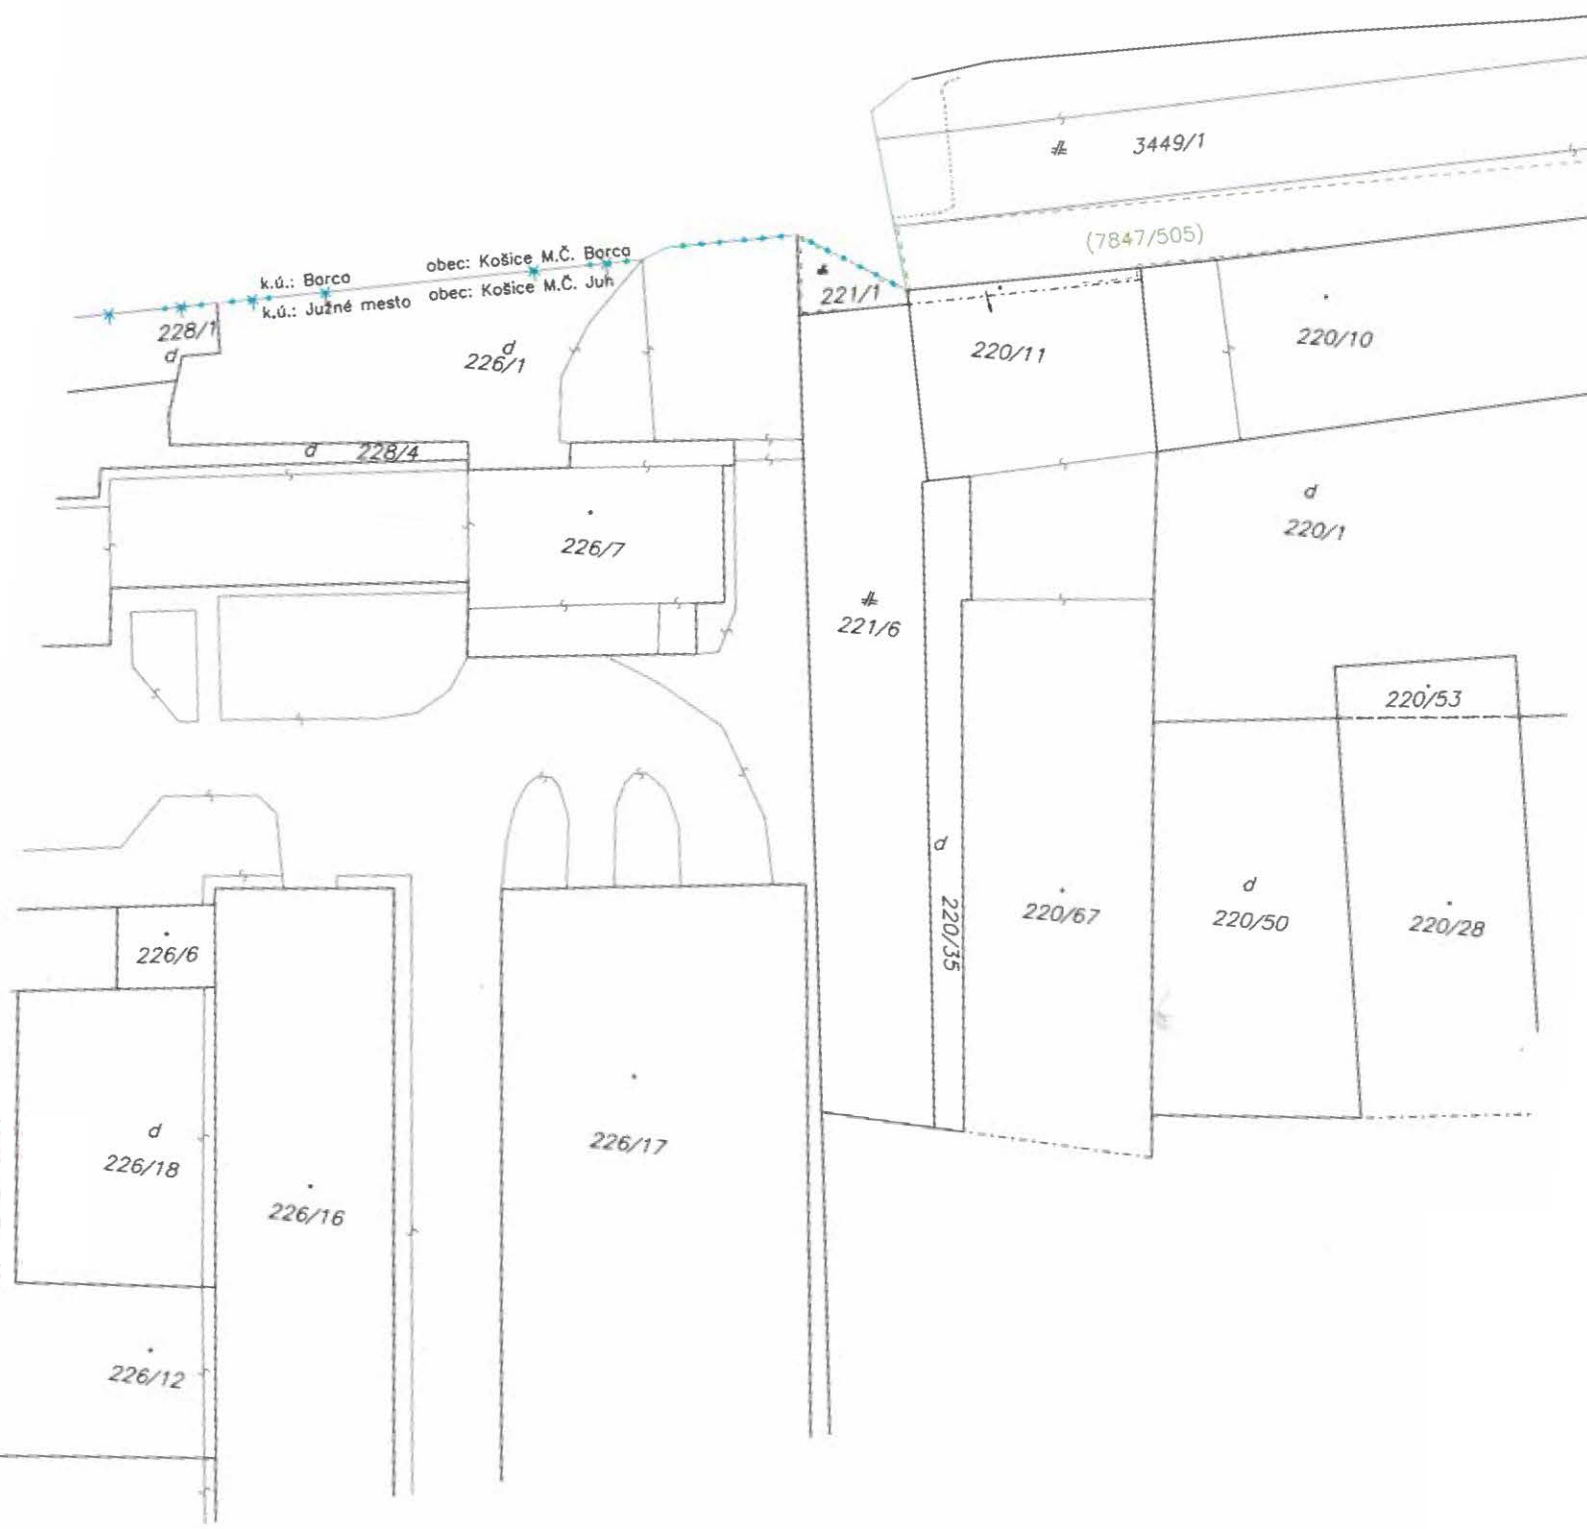 3449/1
(7847/505)
obec: Košice M.Č. Barca
k.ú.: Barca
obec: Košice M.Č. Juh
k.ú.: Južné mesto
221/1
228/1
d
d
226/1
220/11
220/10
d
228/4
d
220/1
226/7
221/6
220/53
d
220/35
220/67
d
220/50
220/28
226/6
d
226/18
226/17
226/16
226/12